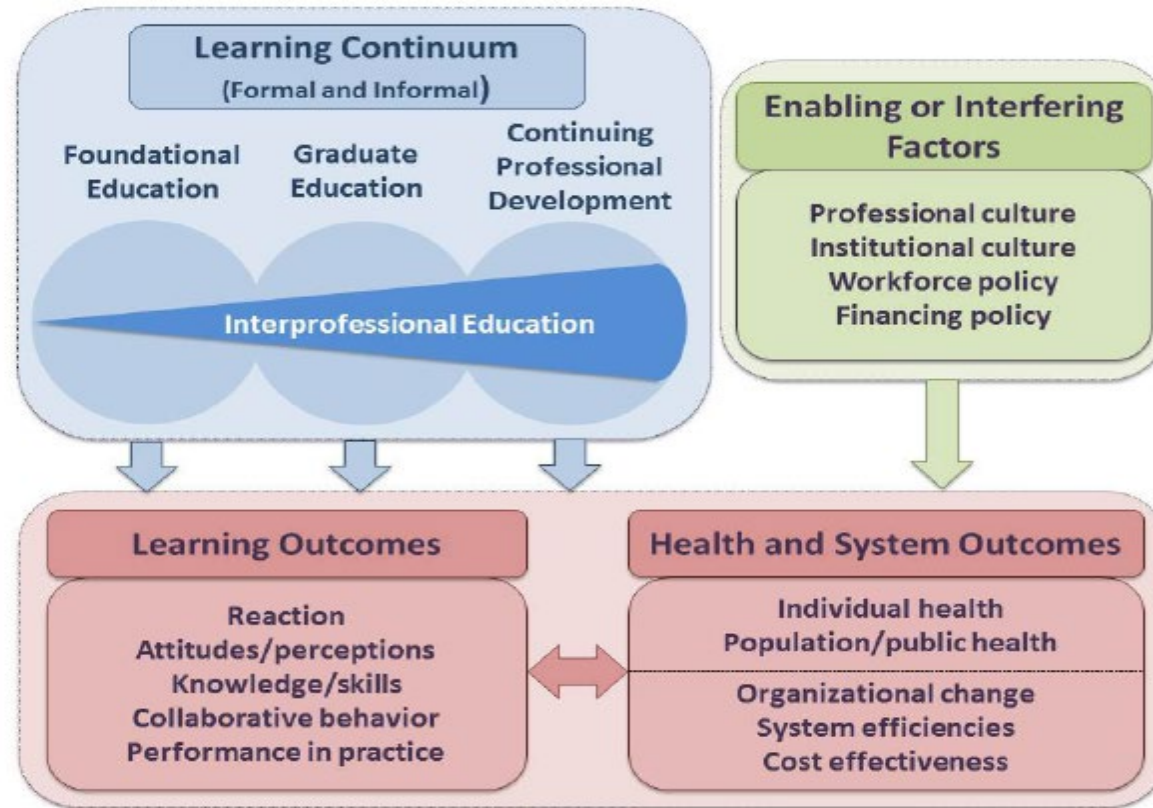 Learning Continuum
(Formal and Informal)
Foundational
Education
Graduate
Education
Continuing
Professional
Development
Interprofessional Education
Enabling or Interfering
Factors
Professional culture
Institutional culture
Workforce policy
Financing policy
Learning Outcomes
Reaction
Attitudes/perceptions
Knowledge/skills
Collaborative behavior
Performance in practice
Health and System Outcomes
Individual health
Population/public health
Organizational change
System efficiencies
Cost effectiveness